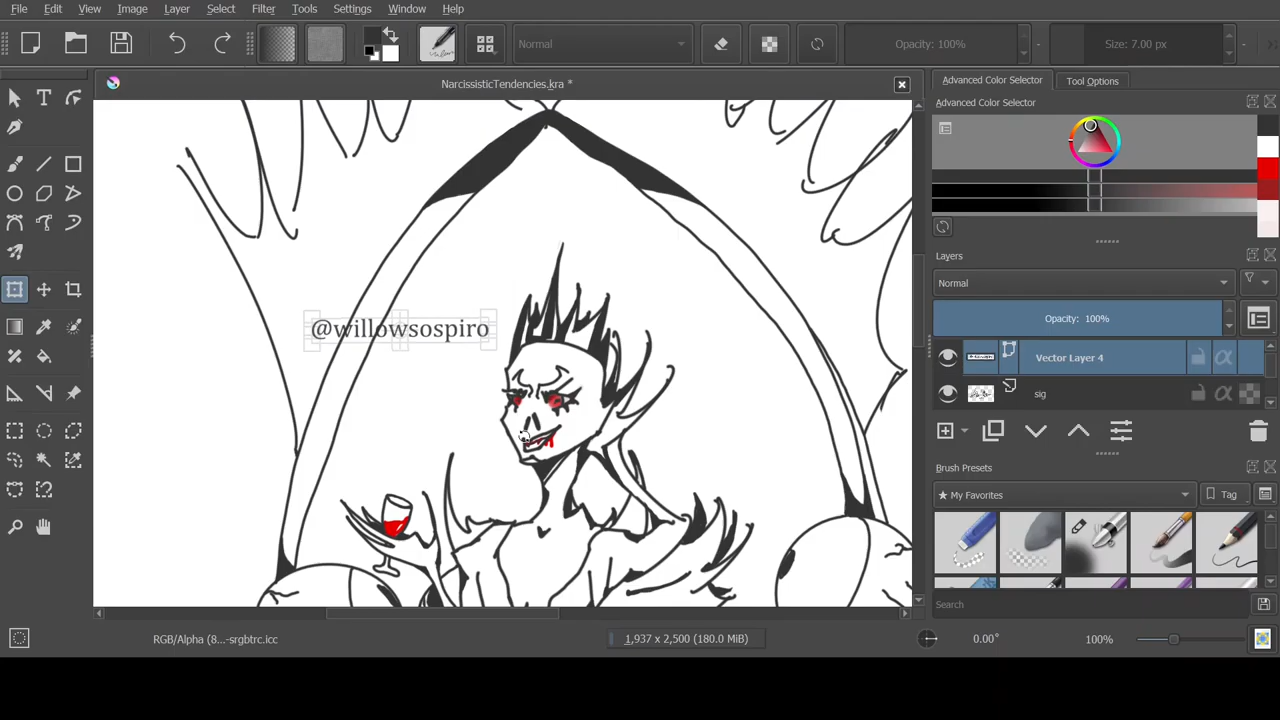 File Edit View Image Layer Filter Select Tools Settings Window Help
Normal Opacity: 100% - Size: 7.00 px -
NarcissisticTendencies.kra *
Advanced Color Selector Tool Options
Advanced Color Selector
@willowsospiro
Layers
Normal
Opacity: 100%
Vector Layer 4
sig
Brush Presets
★ My Favorites Tag
Search
RGB/Alpha (8...-srgbtrc.icc 1,937 x 2,500 (180.0 MiB) 0.00° 100%